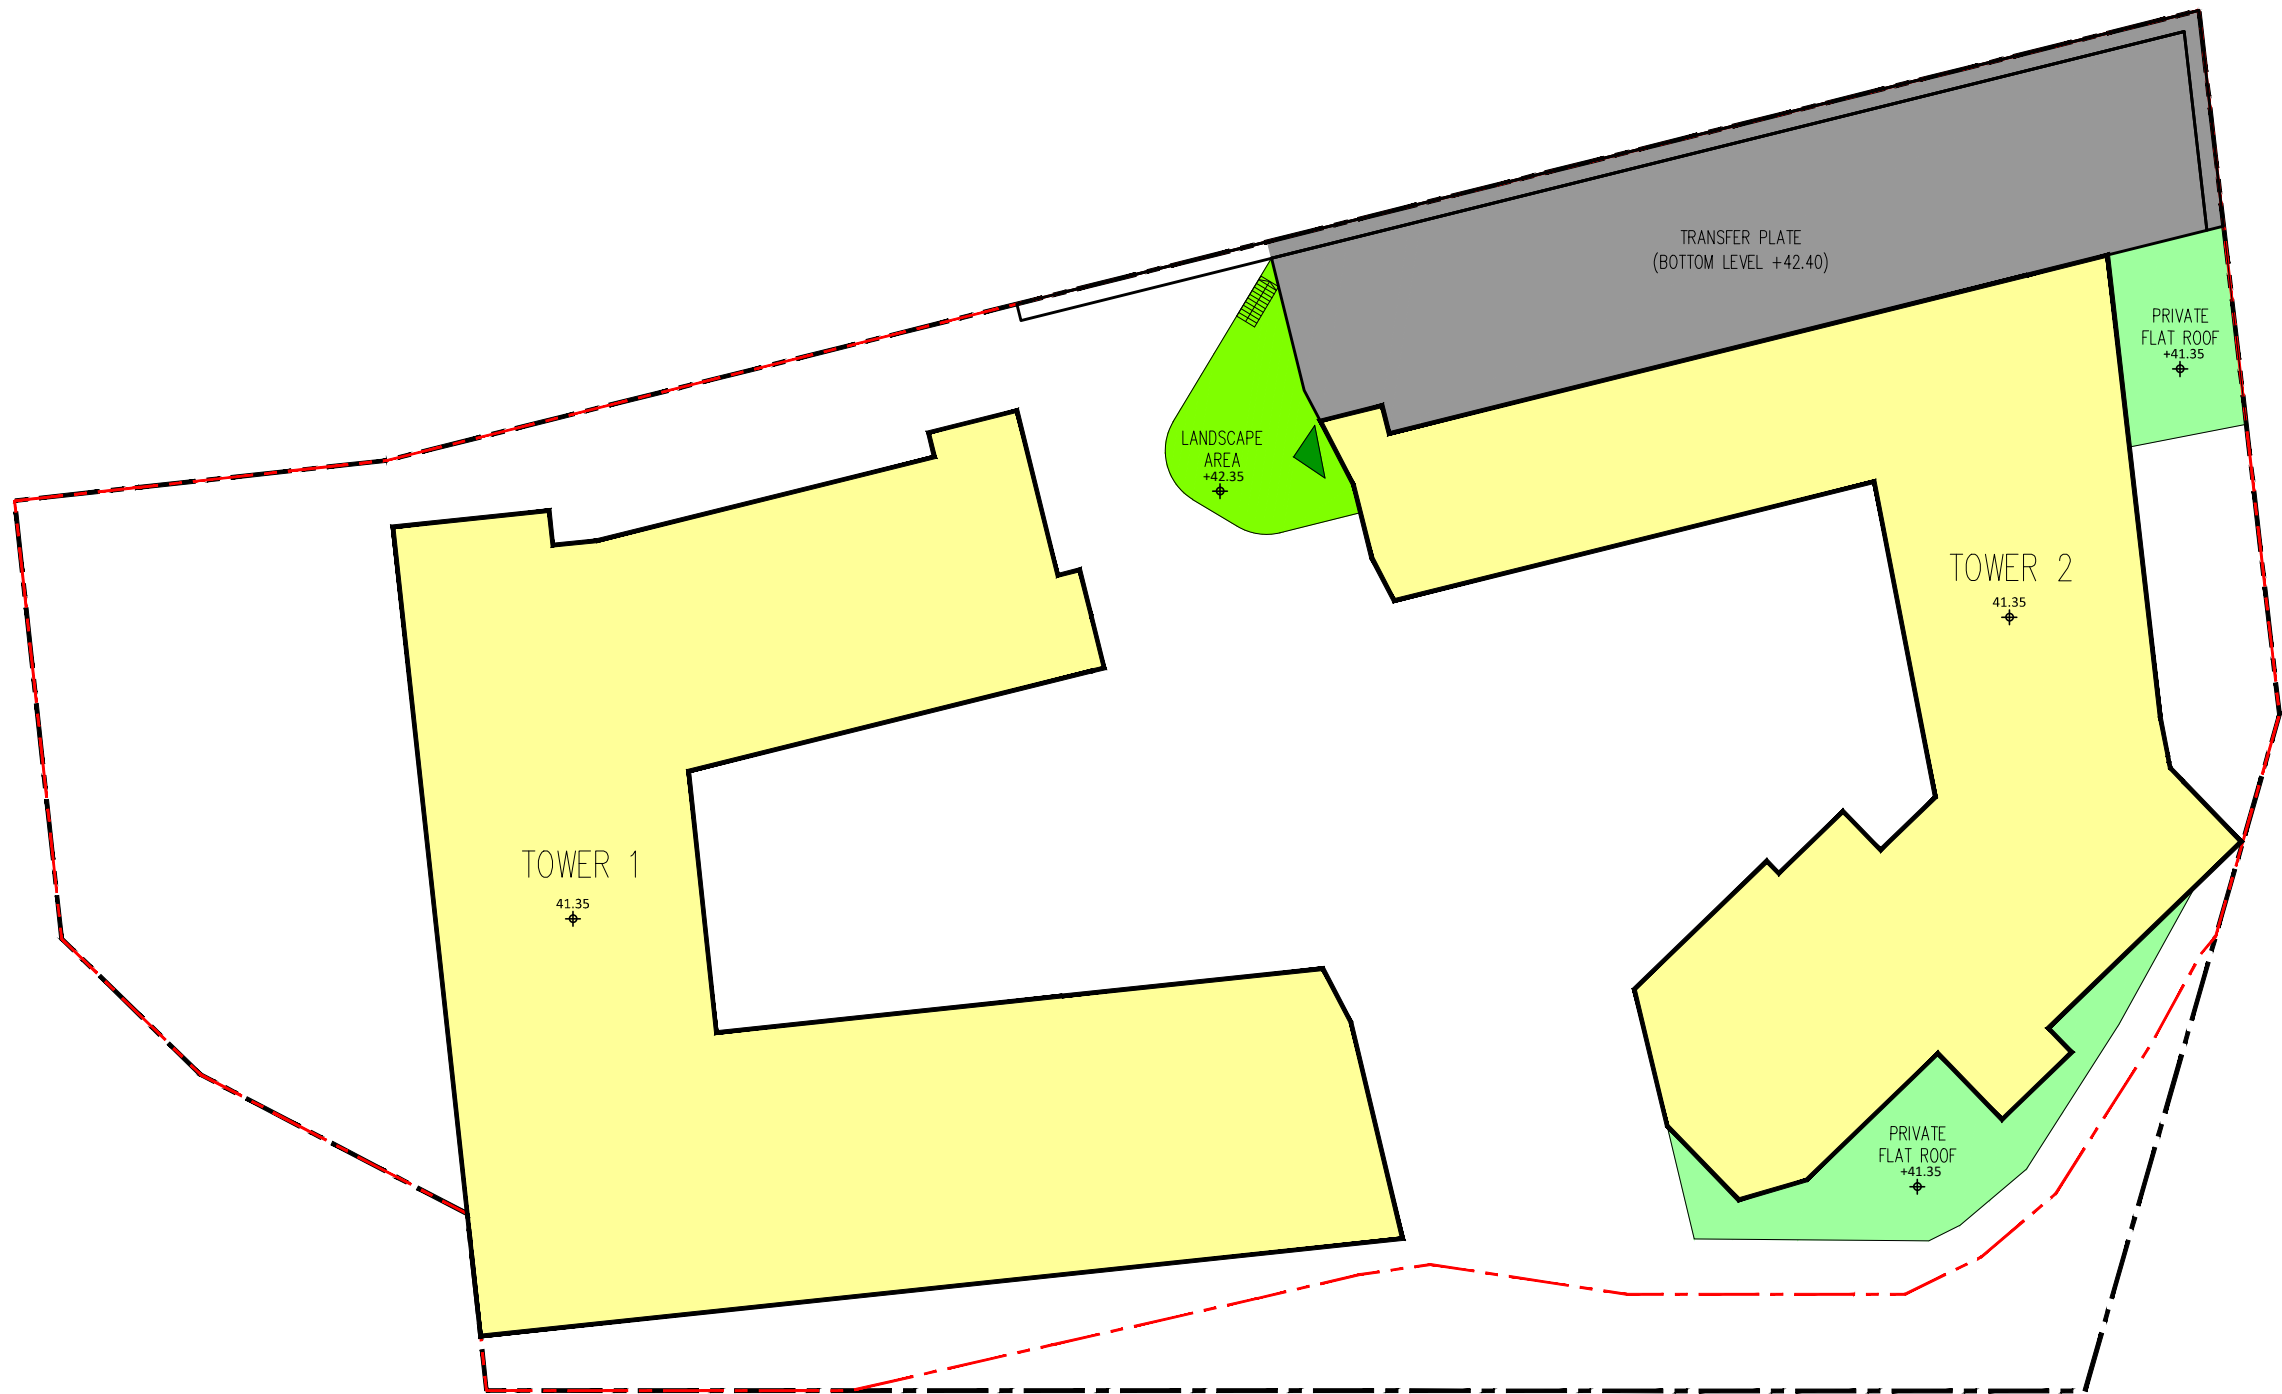 TRANSFER PLATE
(BOTTOM LEVEL +42.40)
PRIVATE
FLAT ROOF
+41.35
LANDSCAPE
AREA
+42.35
TOWER 2
41.35
TOWER 1
41.35
PRIVATE
FLAT ROOF
+41.35